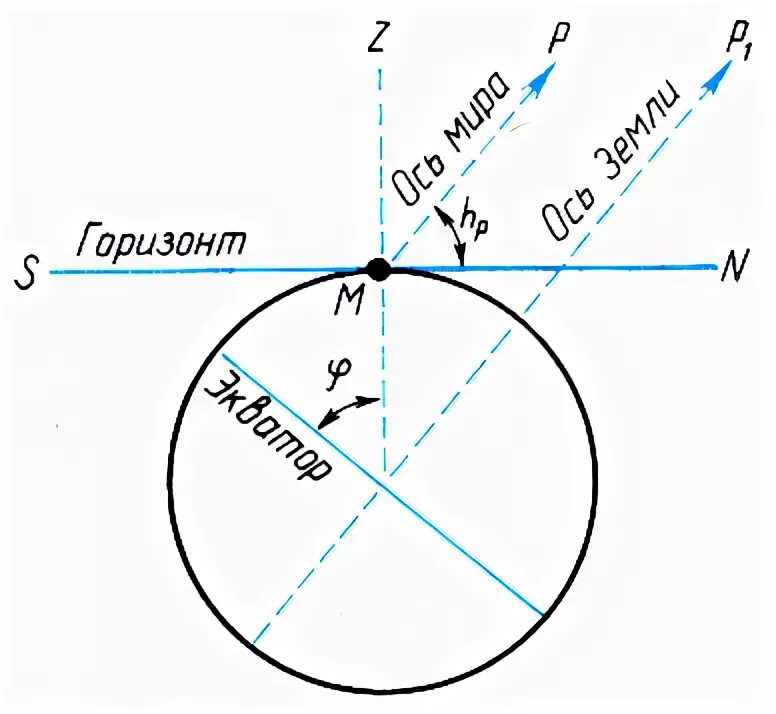 Z
P
P₁
Ось мира
Ось Земли
hₚ
Горизонт
S
N
M
φ
Экватор